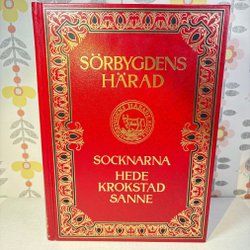 SÖRBYGDENS
HÄRAD
SOCKNARNA
HEDE
KROKSTAD
SANNE